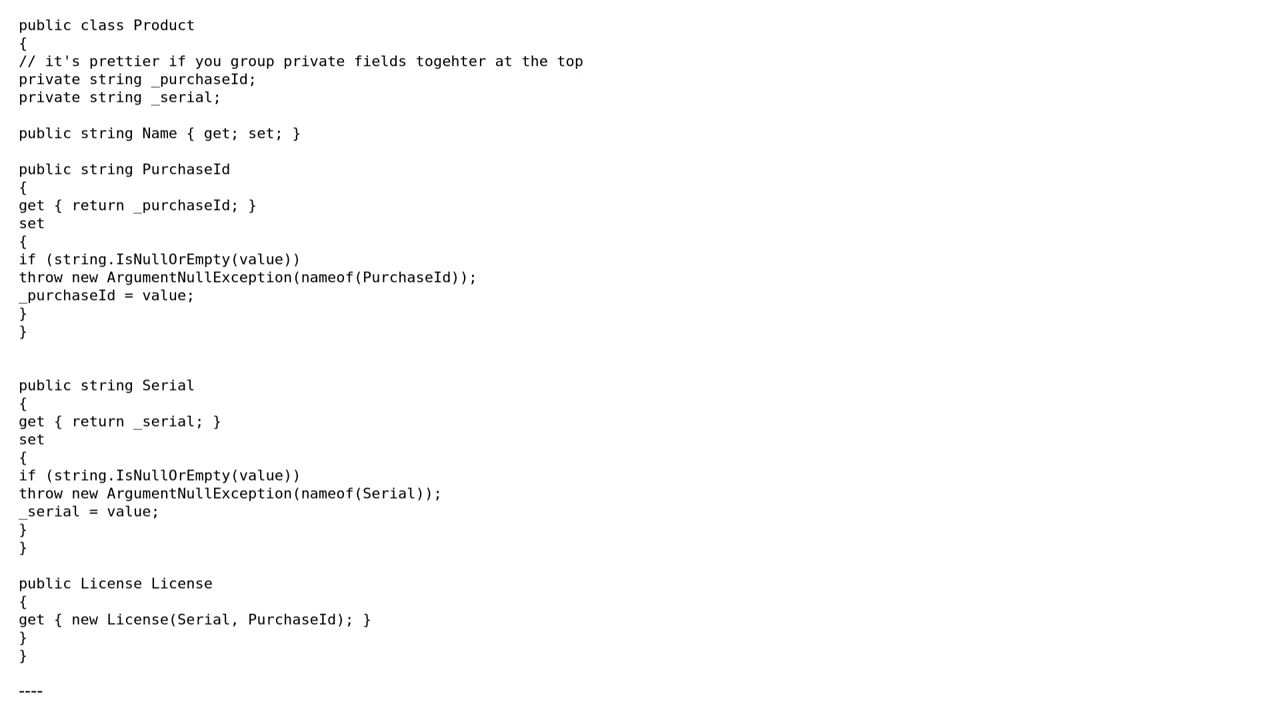 public class Product
{
// it's prettier if you group private fields togehter at the top
private string _purchaseId;
private string _serial;

public string Name { get; set; }

public string PurchaseId
{
get { return _purchaseId; }
set
{
if (string.IsNullOrEmpty(value))
throw new ArgumentNullException(nameof(PurchaseId));
_purchaseId = value;
}
}

public string Serial
{
get { return _serial; }
set
{
if (string.IsNullOrEmpty(value))
throw new ArgumentNullException(nameof(Serial));
_serial = value;
}
}

public License License
{
get { new License(Serial, PurchaseId); }
}
}

----